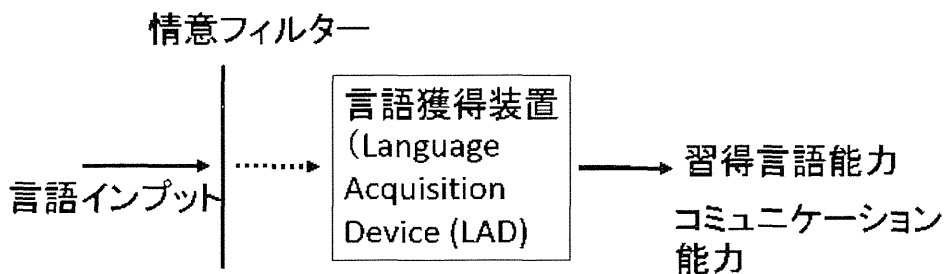 情意フィルター
言語インプット
言語獲得装置
(Language
Acquisition
Device (LAD)
習得言語能力
コミュニケーション
能力